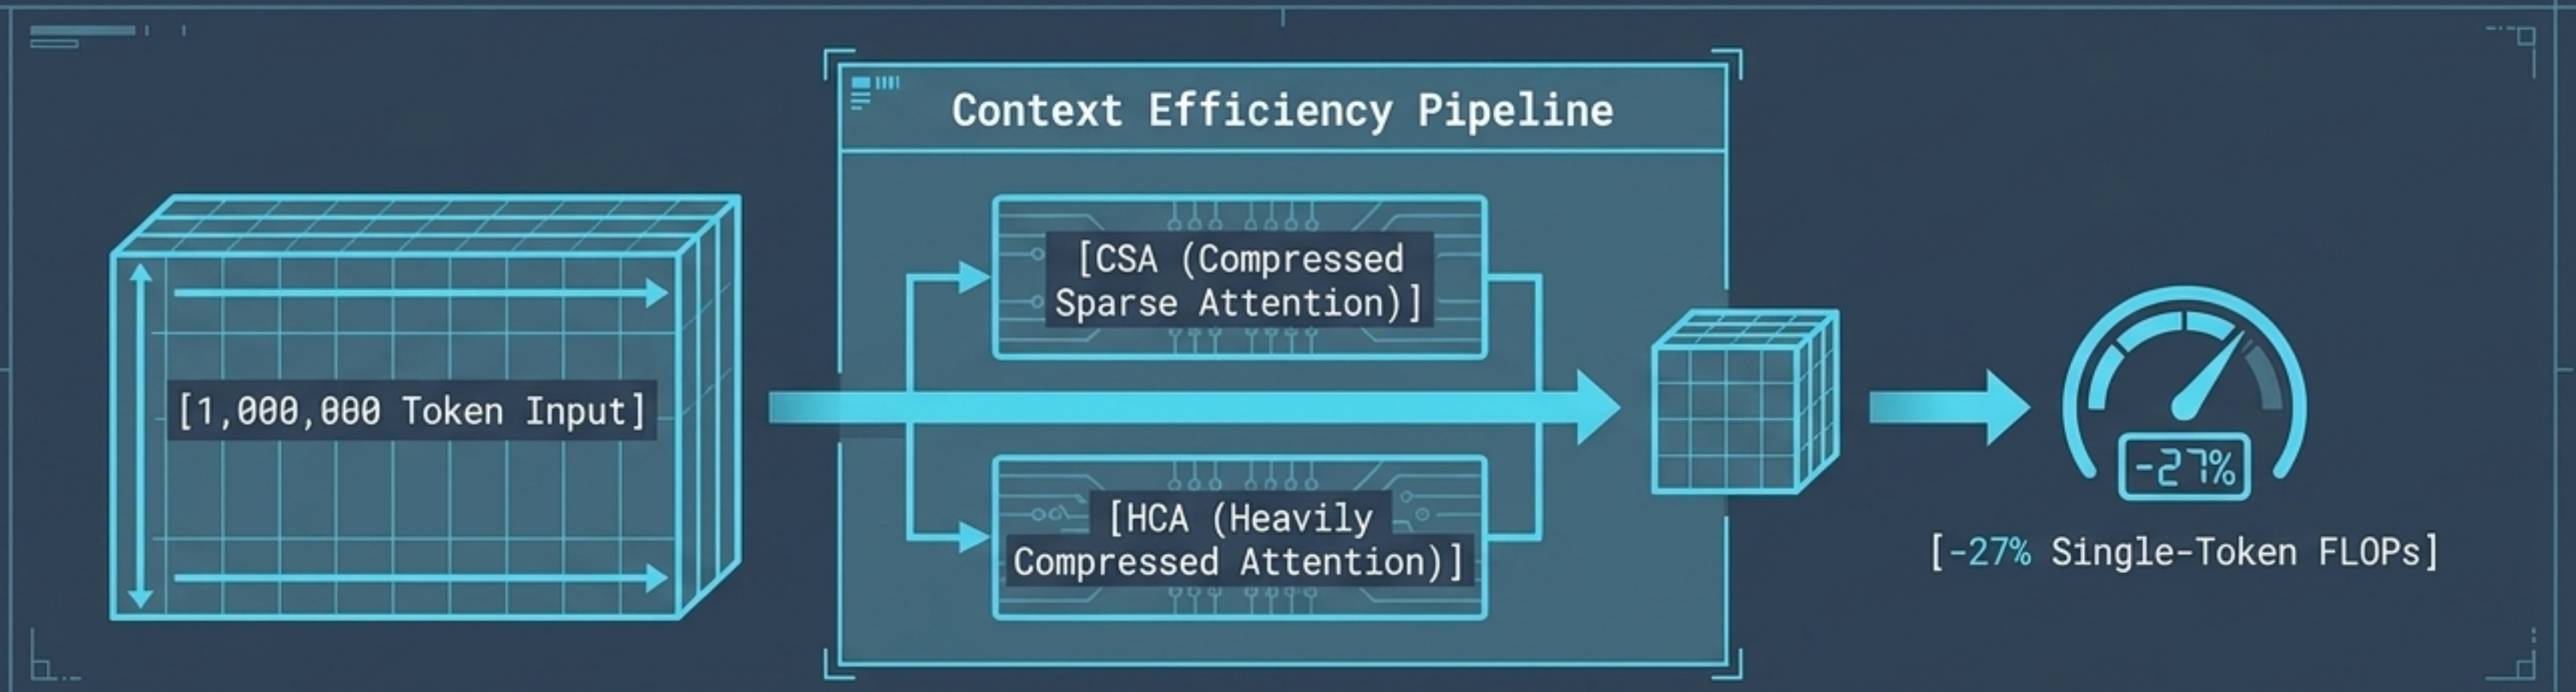 Context Efficiency Pipeline
[1,000,000 Token Input]
[CSA (Compressed
Sparse Attention)]
[HCA (Heavily
Compressed Attention)]
-27%
[-27% Single-Token FLOPs]